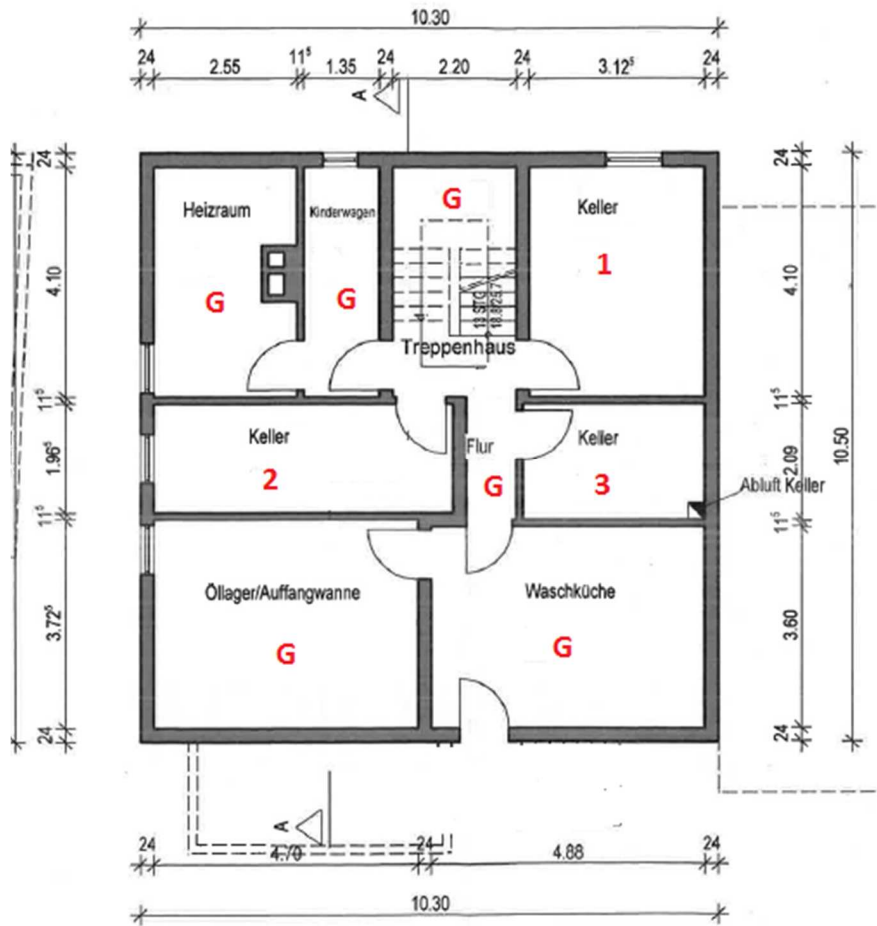 10.30
24 2.55 11⁵ 1.35 24 2.20 24 3.12⁵ 24
A
24 24
Heizraum Kinderwagen G Keller
1
4.10 G G 13 STG 4.10
Treppenhaus
11⁵ 11⁵
1.96⁵ Keller Flur Keller 2.09 10.50
2 G 3 Abluft Keller
11⁵ 11⁵
Öllager/Auffangwanne Waschküche
3.72⁵ G G 3.60
24 24
A
24 4.70 24 4.88 24
10.30